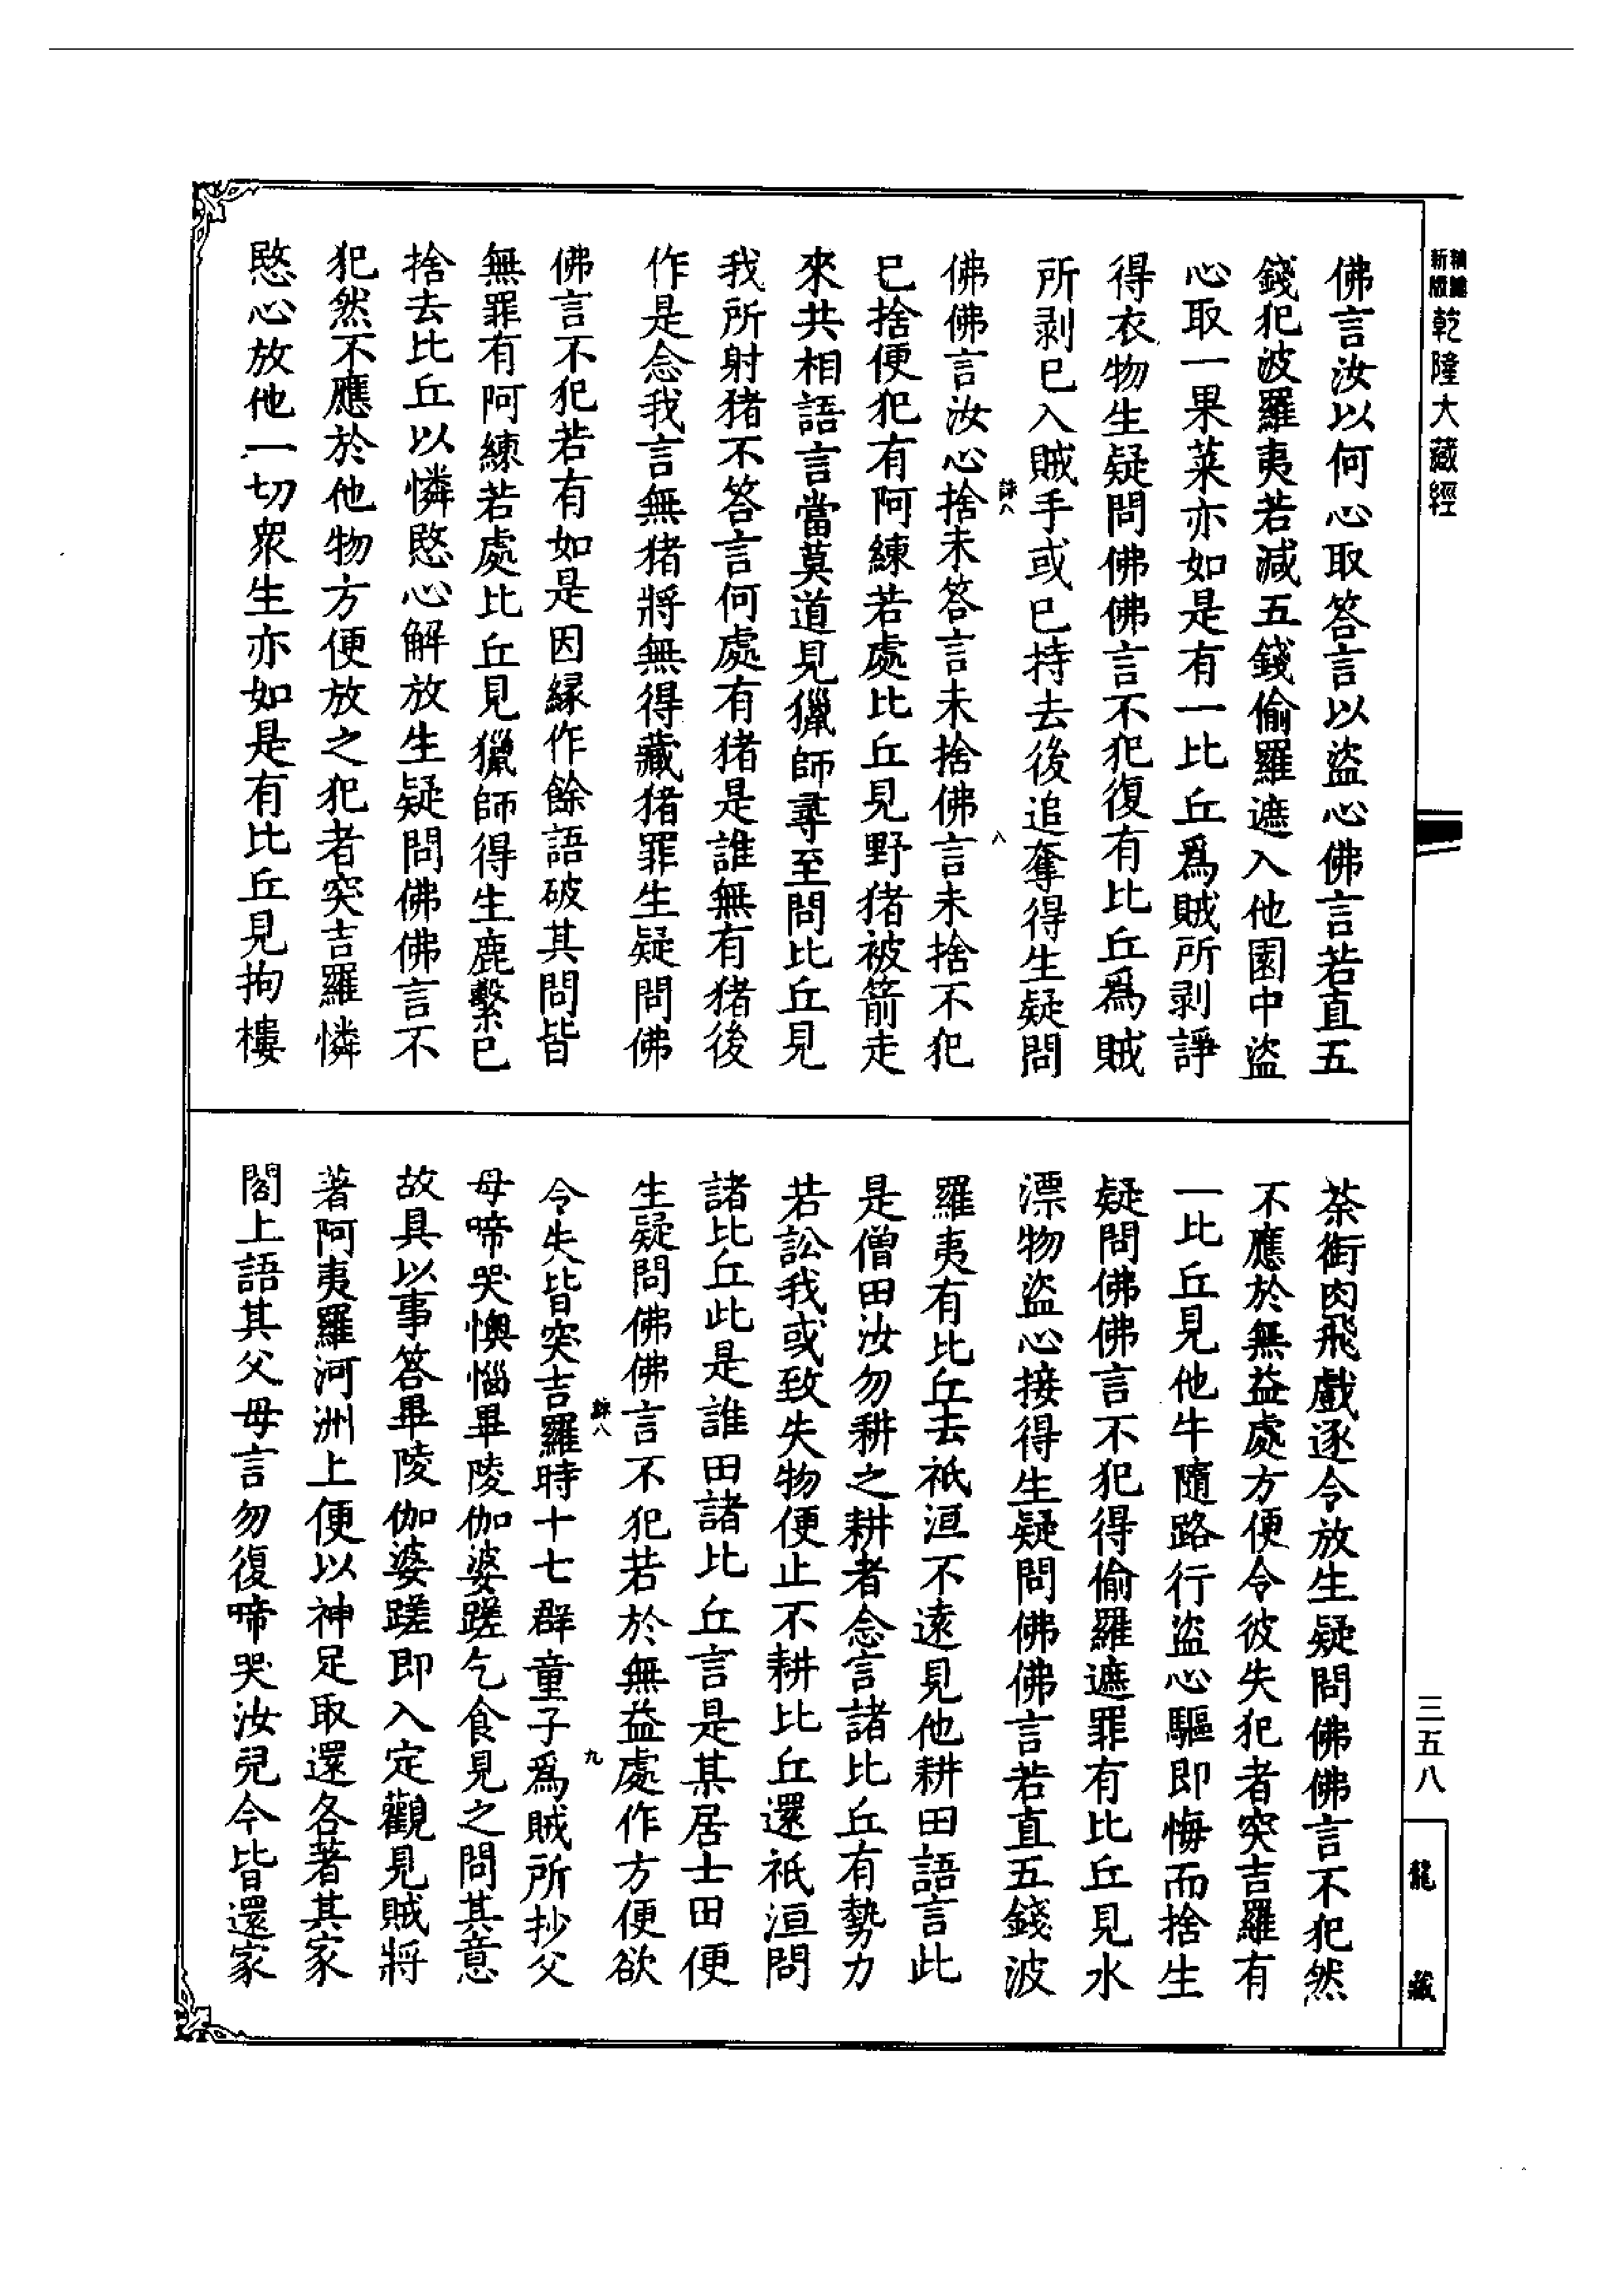 乾隆大藏經
佛言汝以何心取答言以盜心佛言若直五
錢犯波羅夷若減五錢偷羅遮入他園中盜
心取一果菜亦如是有一比丘爲賊所剥諍
得衣物生疑問佛佛言不犯復有比丘爲賊
所剥已入賊手或已持去後追奪得生疑問
佛佛言汝心捨未答言未捨佛言未捨不犯
已捨便犯有阿練若處比丘見野猪被箭走
來共相語言當莫道見獵師尋至問比丘見
我所射猪不答言何處有猪是誰無有猪後
作是念我言無猪將無得藏猪罪生疑問佛
佛言不犯若有如是因緣作餘語破其問皆
無罪有阿練若處比丘見獵師得生鹿繫已
捨去比丘以憐愍心解放生疑問佛佛言不
犯然不應於他物方便放之犯者突吉羅憐
愍心放他一切衆生亦如是有比丘見拘樓
荼銜肉飛戲逐令放生疑問佛佛言不犯然
不應於無益處方便令彼失犯者突吉羅有
一比丘見他牛隨路行盜心驅即悔而捨生
疑問佛佛言不犯得偷羅遮罪有比丘見水
漂物盜心接得生疑問佛佛言若直五錢波
羅夷有比丘去祇洹不遠見他耕田語言此
是僧田汝勿耕之耕者念言諸比丘有勢力
若訟我或致失物便止不耕比丘還祇洹問
諸比丘此是誰田諸比丘言是某居士田便
生疑問佛佛言不犯若於無益處作方便欲
令失皆突吉羅時十七群童子爲賊所抄父
母啼哭懊惱畢陵伽婆蹉乞食見之問其意
故具以事答畢陵伽婆蹉即入定觀見賊將
著阿夷羅河洲上便以神足取還各著其家
閣上語其父母言勿復啼哭汝兒今皆還家
八
九
三五八
龍藏